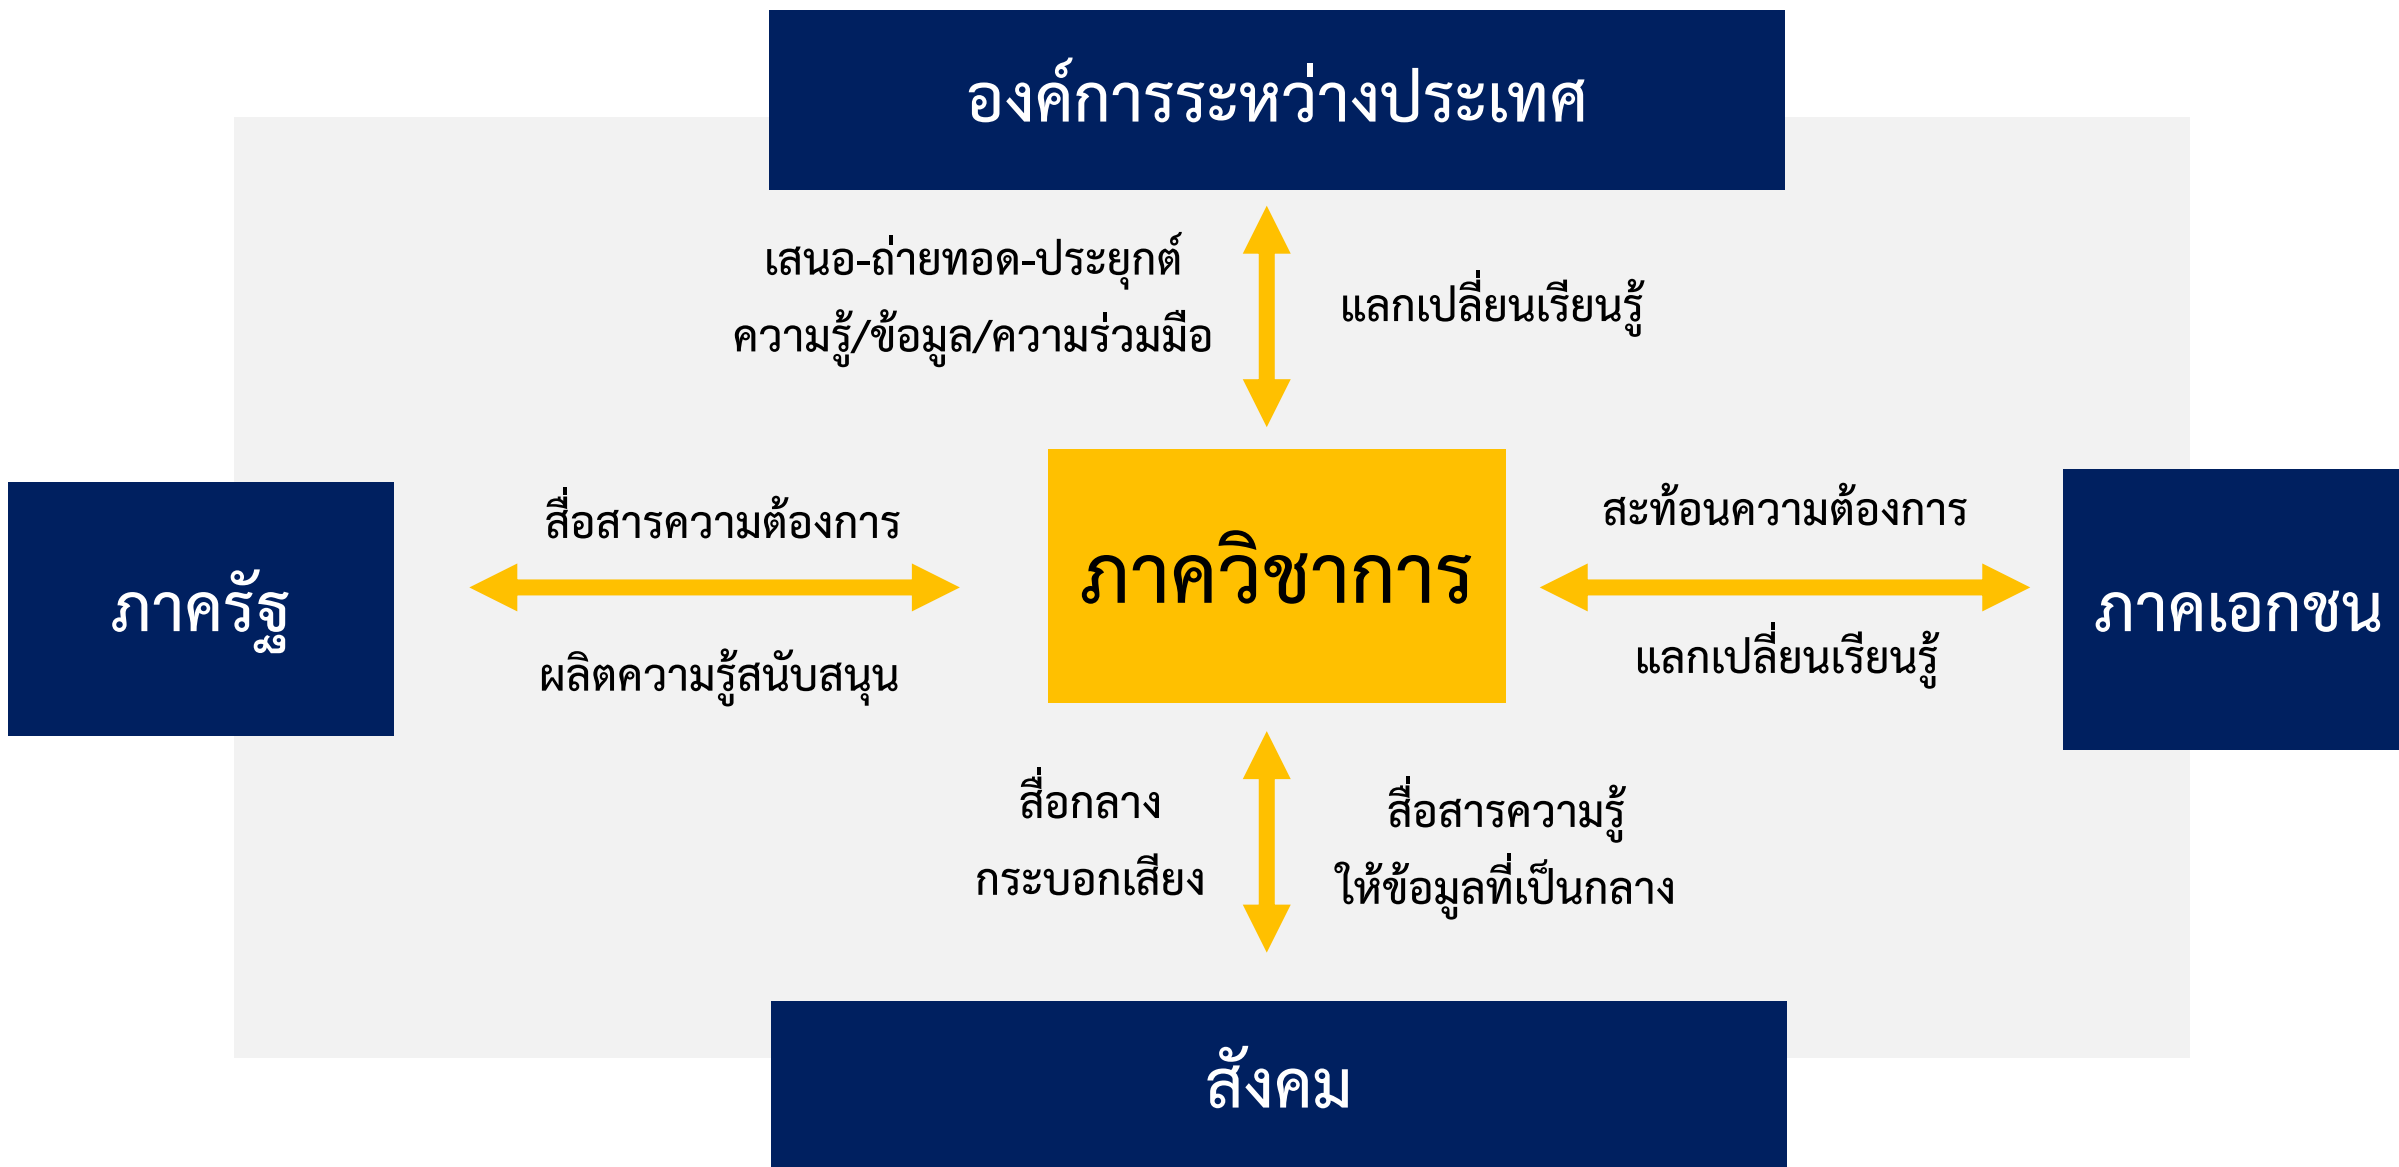 องค์การระหว่างประเทศ
เสนอ-ถ่ายทอด-ประยุกต์
ความรู้/ข้อมูล/ความร่วมมือ
แลกเปลี่ยนเรียนรู้
ภาครัฐ
สื่อสารความต้องการ
ผลิตความรู้สนับสนุน
ภาควิชาการ
สะท้อนความต้องการ
แลกเปลี่ยนเรียนรู้
ภาคเอกชน
สื่อกลาง
กระบอกเสียง
สื่อสารความรู้
ให้ข้อมูลที่เป็นกลาง
สังคม